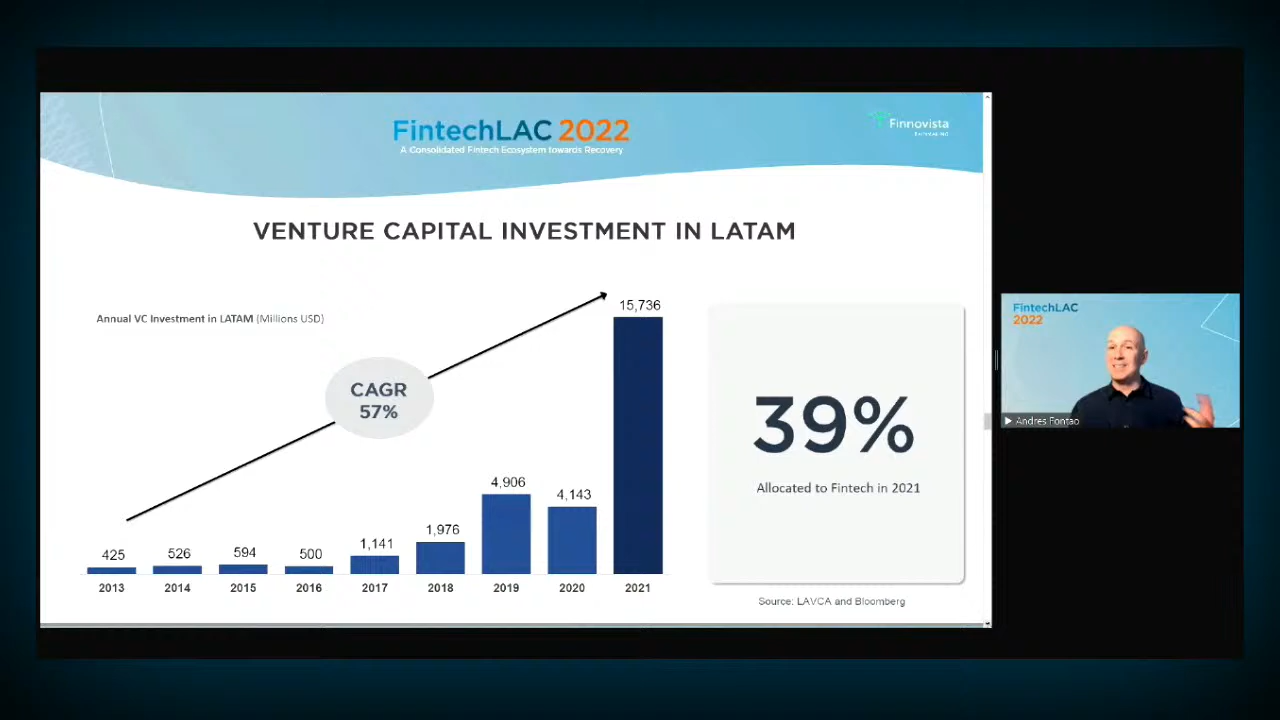 FintechLAC 2022
A Consolidated Fintech Ecosystem towards Recovery
Finnovista
VENTURE CAPITAL INVESTMENT IN LATAM
Annual VC Investment in LATAM (Millions USD)
CAGR
57%
425
526
594
500
1,141
1,976
4,906
4,143
15,736
2013
2014
2015
2016
2017
2018
2019
2020
2021
39%
Allocated to Fintech in 2021
Source: LAVCA and Bloomberg
FintechLAC
2022
Andres Fontao